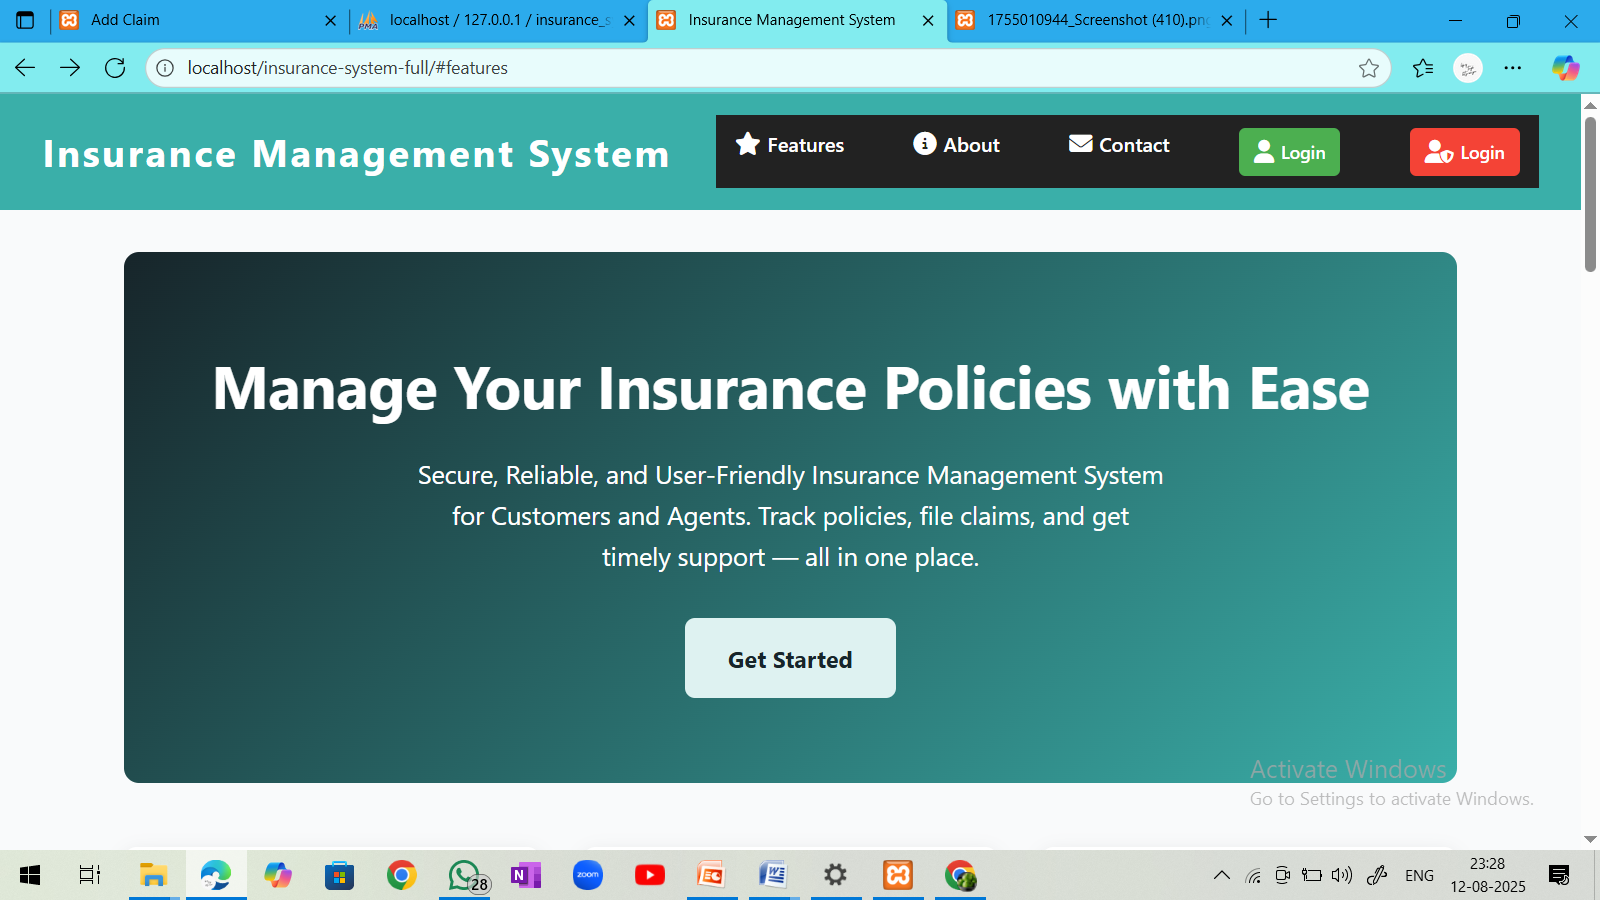 Add Claim
localhost / 127.0.0.1 / insurance_s
Insurance Management System
1755010944_Screenshot (410).png
localhost/insurance-system-full/#features
Insurance Management System
Features
About
Contact
Login
Login
Manage Your Insurance Policies with Ease
Secure, Reliable, and User-Friendly Insurance Management System
for Customers and Agents. Track policies, file claims, and get
timely support — all in one place.
Get Started
Activate Windows
Go to Settings to activate Windows.
28
zoom
ENG
23:28
12-08-2025